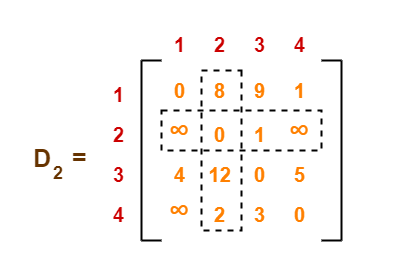 1 2 3 4
1 0 8 9 1
2 ∞ 0 1 ∞
D2 =
3 4 12 0 5
4 ∞ 2 3 0